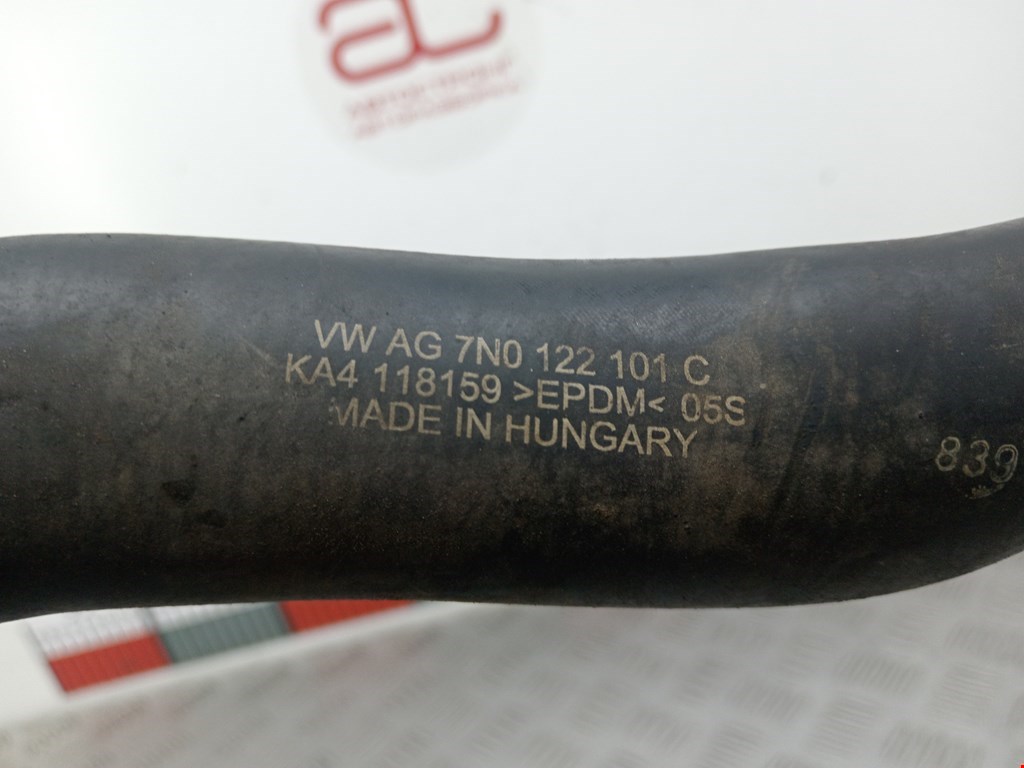 VW AG 7N0 122 101 C
KA4 118159 >EPDM< 05S
MADE IN HUNGARY
839